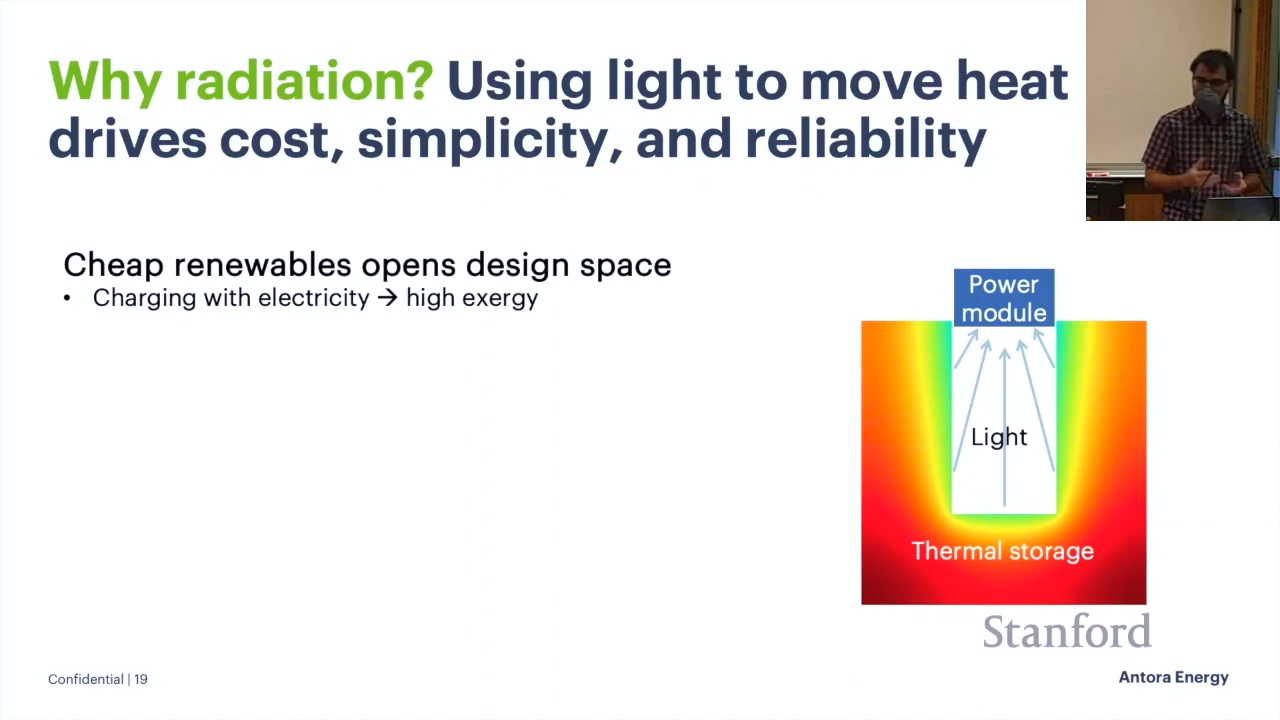 Why radiation? Using light to move heat
drives cost, simplicity, and reliability
Cheap renewables opens design space
• Charging with electricity → high exergy
Power
module
Light
Thermal storage
Stanford
Confidential | 19
Antora Energy